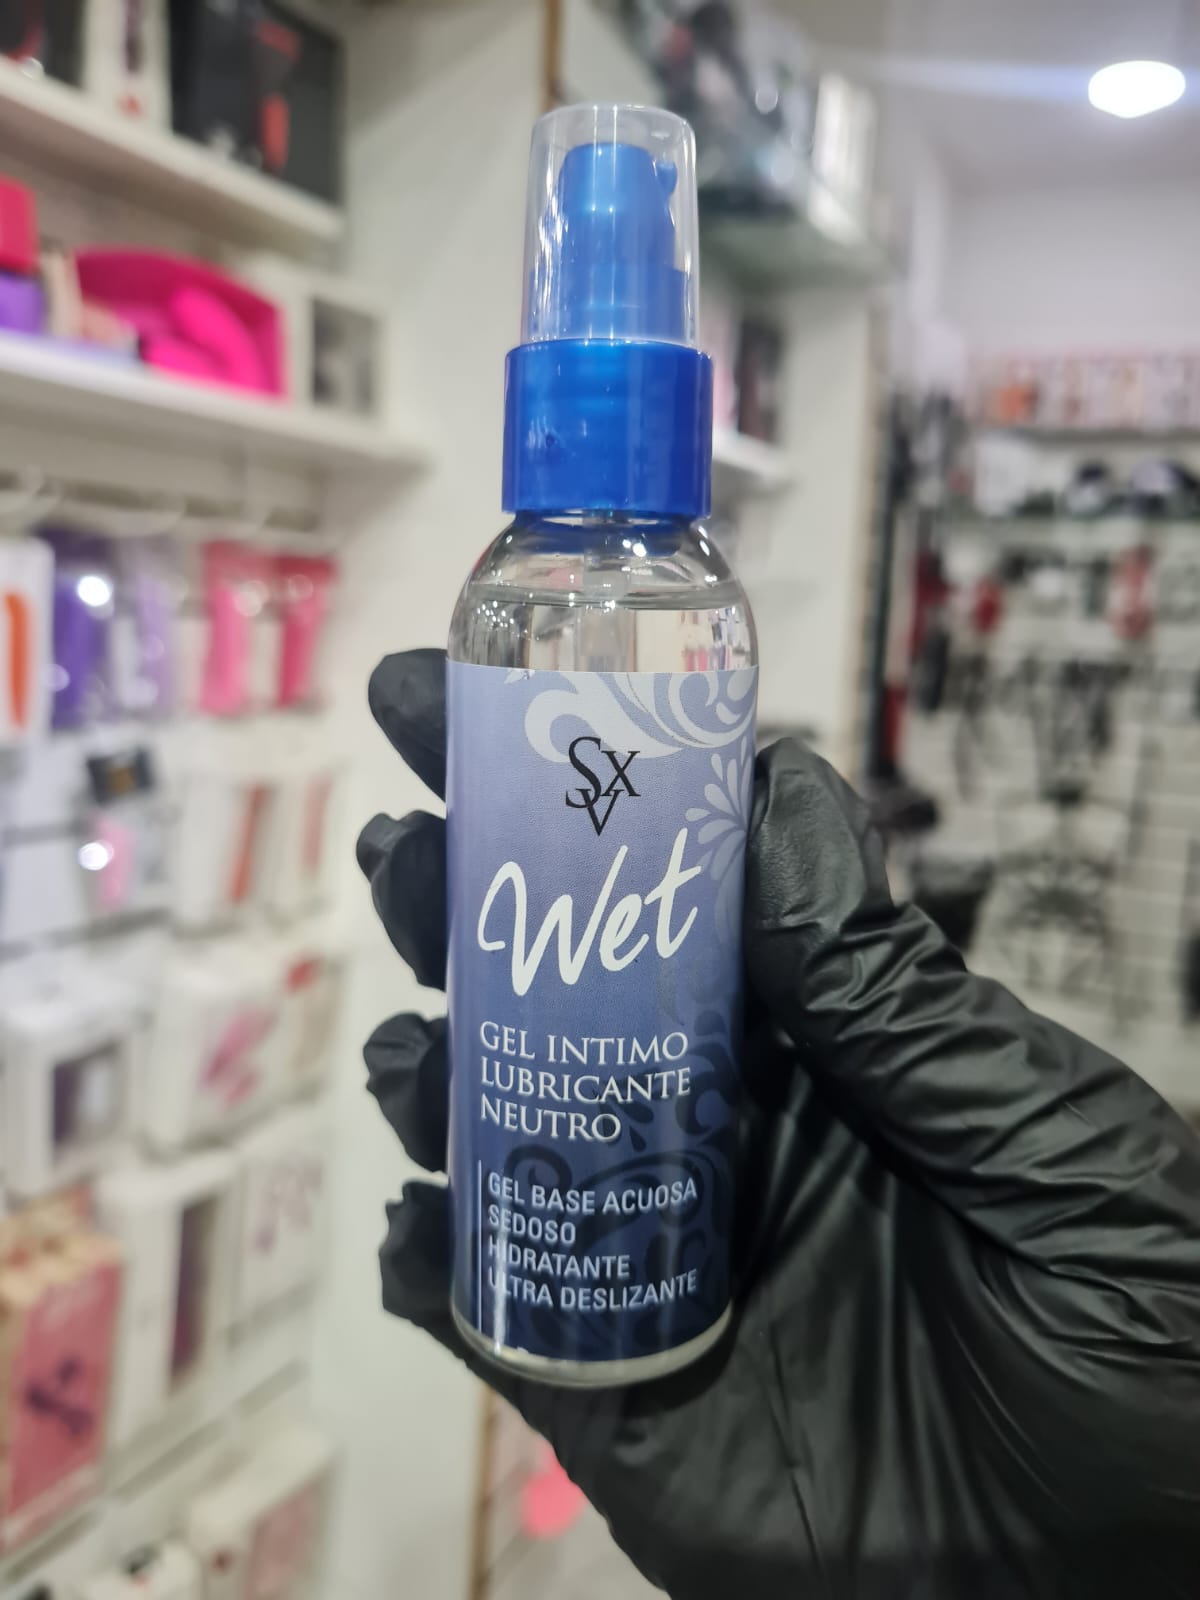 SXV
Wet
GEL INTIMO
LUBRICANTE
NEUTRO
GEL BASE ACUOSA
SEDOSO
HIDRATANTE
ULTRA DESLIZANTE